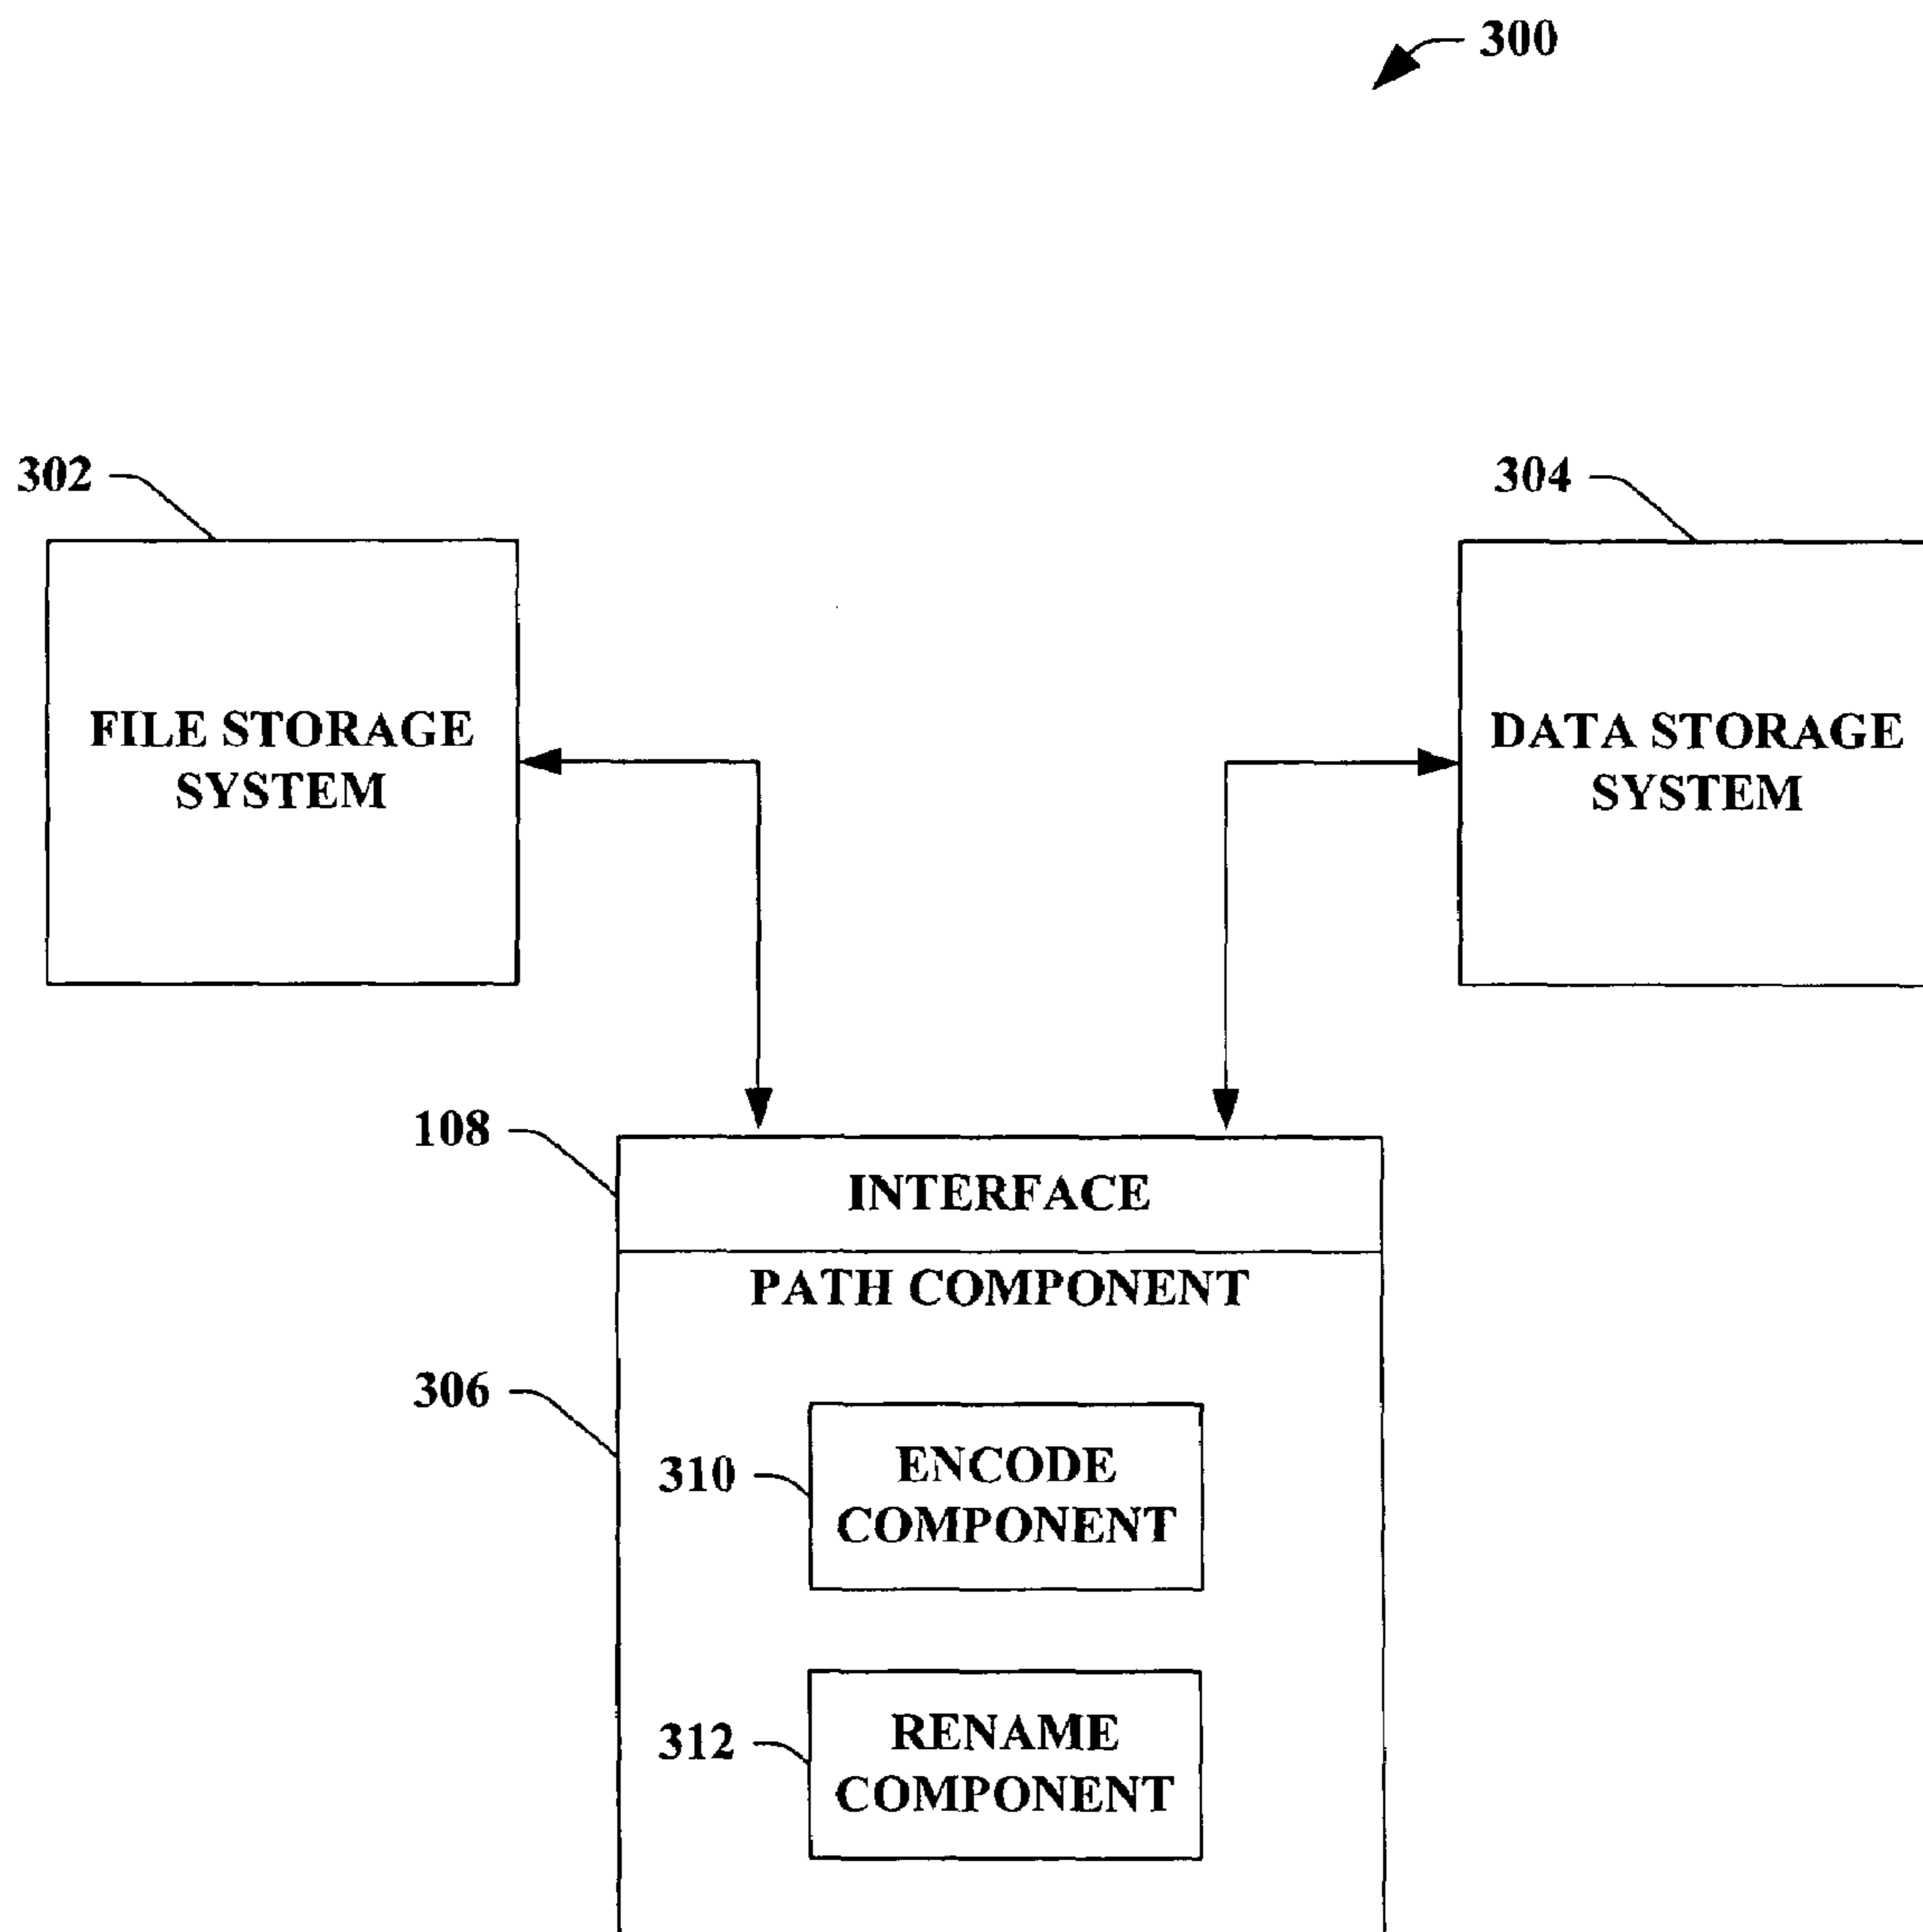 300
302
304
FILE STORAGE
SYSTEM
DATA STORAGE
SYSTEM
108
INTERFACE
PATH COMPONENT
306
310
ENCODE
COMPONENT
312
RENAME
COMPONENT